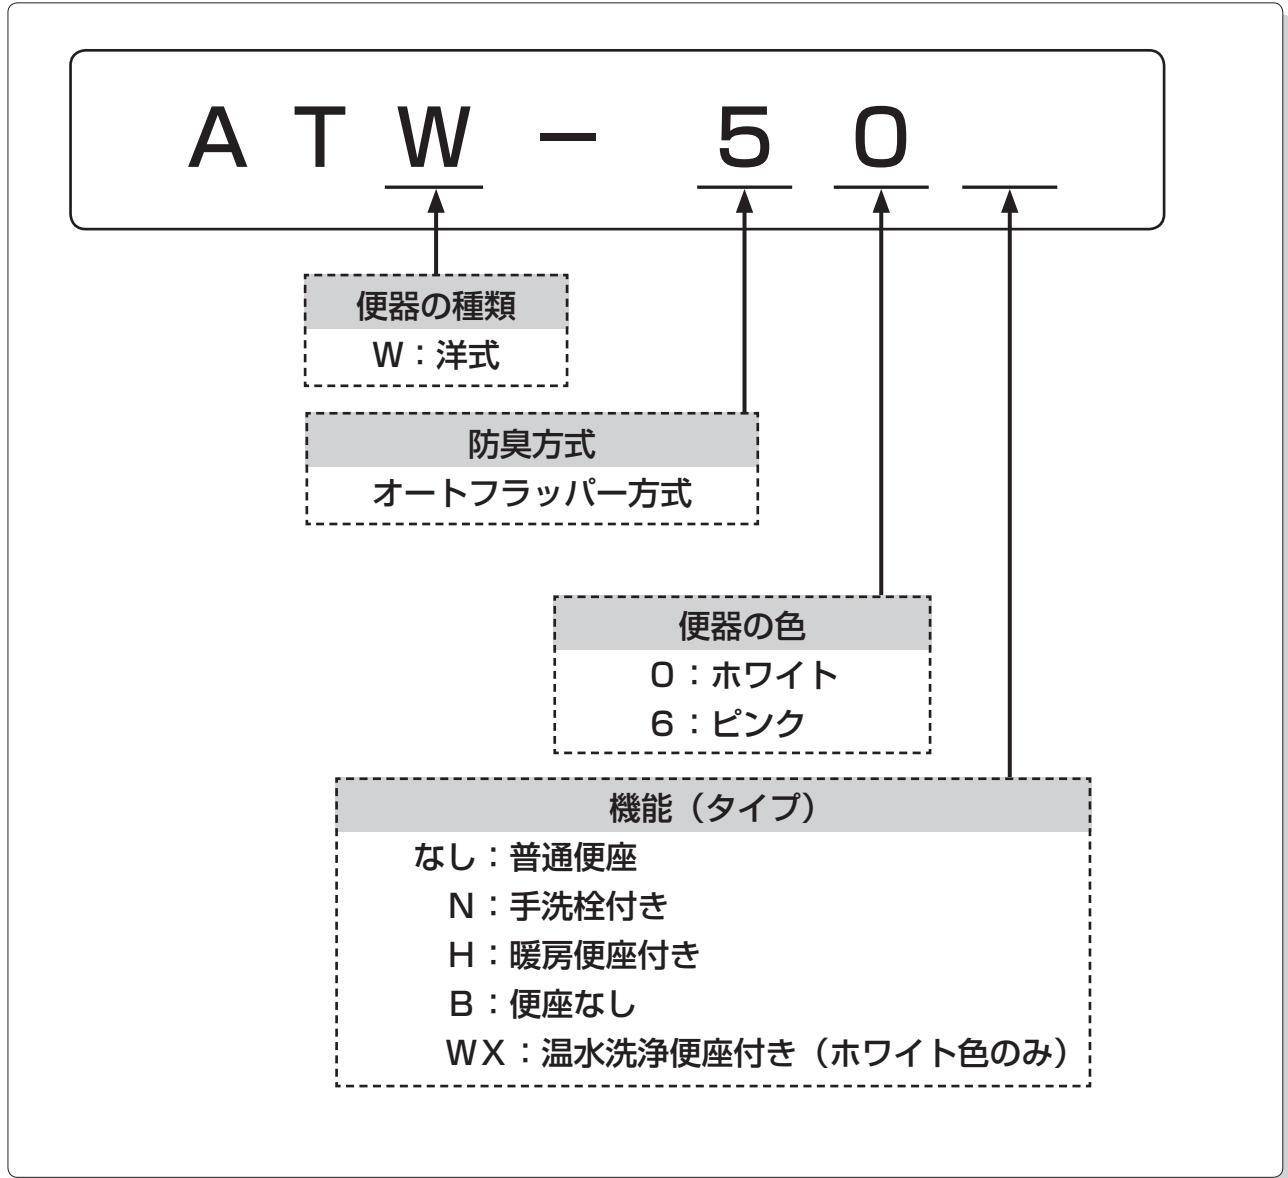 ATW－50
便器の種類
W：洋式
防臭方式
オートフラッパー方式
便器の色
0：ホワイト
6：ピンク
機能（タイプ）
なし：普通便座
N：手洗栓付き
H：暖房便座付き
B：便座なし
WX：温水洗浄便座付き（ホワイト色のみ）